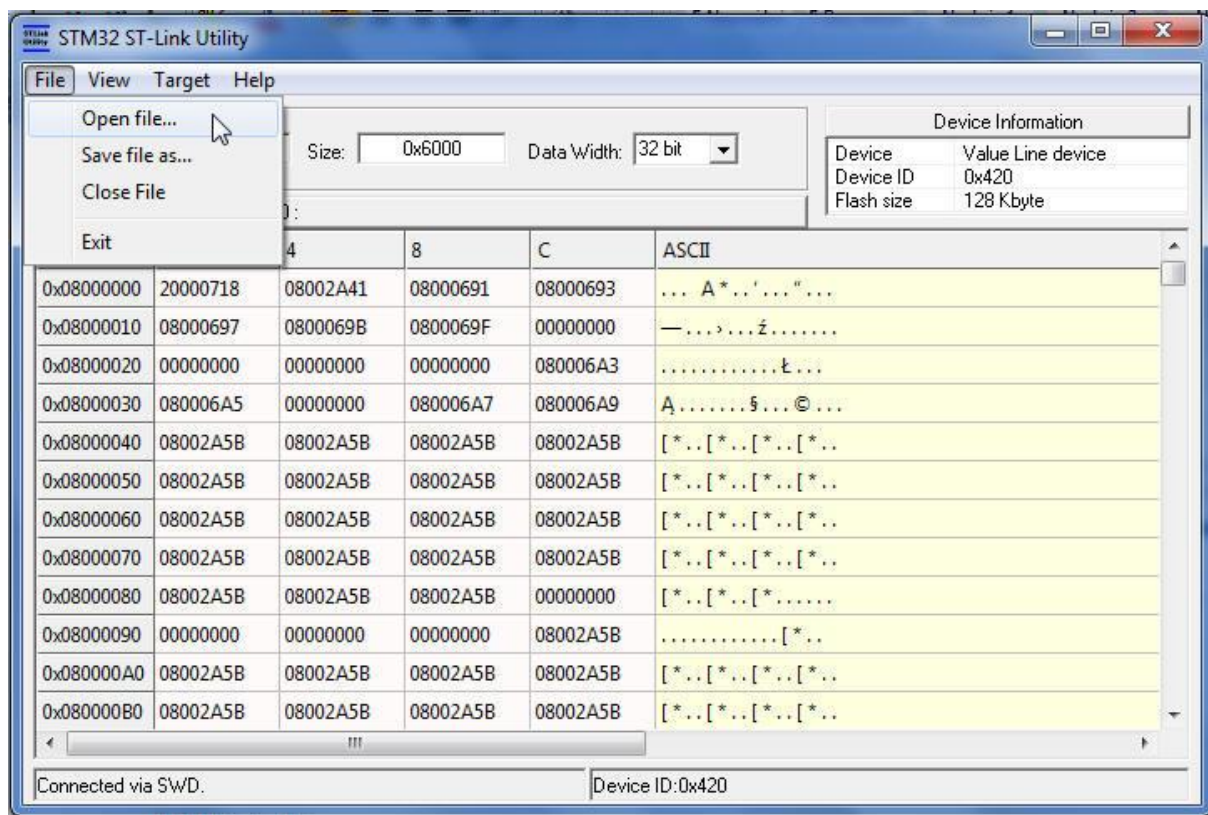 STM32 ST-Link Utility
File View Target Help
Open file...
Save file as...
Close File
Exit
Size: 0x6000 Data Width: 32 bit
Device Information
Device Value Line device
Device ID 0x420
Flash size 128 Kbyte
4 8 C ASCII
0x08000000 20000718 08002A41 08000691 08000693 ... A*..‘...“...
0x08000010 08000697 0800069B 0800069F 00000000 —...›...ź.......
0x08000020 00000000 00000000 00000000 080006A3 ............Ł...
0x08000030 080006A5 00000000 080006A7 080006A9 Ą.......§...©...
0x08000040 08002A5B 08002A5B 08002A5B 08002A5B [*..[*..[*..[*..
0x08000050 08002A5B 08002A5B 08002A5B 08002A5B [*..[*..[*..[*..
0x08000060 08002A5B 08002A5B 08002A5B 08002A5B [*..[*..[*..[*..
0x08000070 08002A5B 08002A5B 08002A5B 08002A5B [*..[*..[*..[*..
0x08000080 08002A5B 08002A5B 08002A5B 00000000 [*..[*..[*......
0x08000090 00000000 00000000 00000000 08002A5B ............[*..
0x080000A0 08002A5B 08002A5B 08002A5B 08002A5B [*..[*..[*..[*..
0x080000B0 08002A5B 08002A5B 08002A5B 08002A5B [*..[*..[*..[*..
Connected via SWD. Device ID:0x420